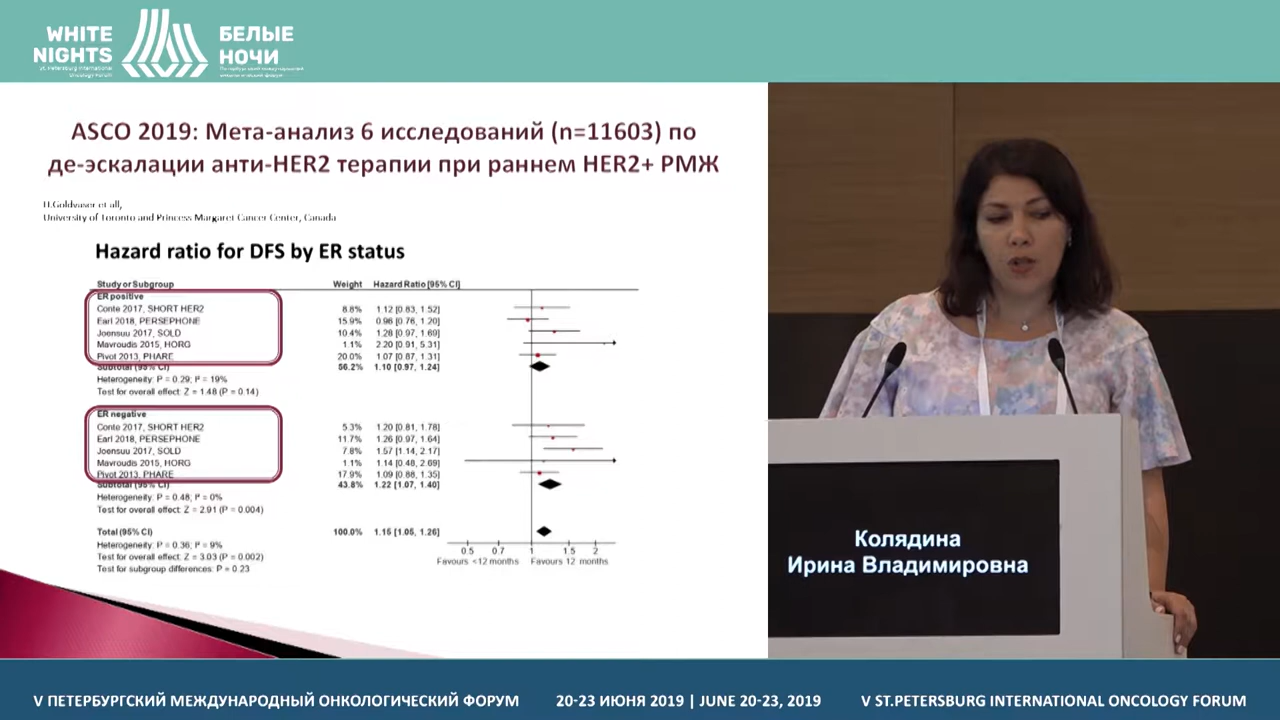 WHITE
NIGHTS
St. Petersburg International
Oncology Forum
БЕЛЫЕ
НОЧИ
Петербургский международный
онкологический форум
ASCO 2019: Мета-анализ 6 исследований (n=11603) по
де-эскалации анти-HER2 терапии при раннем HER2+ РМЖ
H.Goldvaser et all,
University of Toronto and Princess Margaret Cancer Center, Canada
Hazard ratio for DFS by ER status
Study or Subgroup Weight Hazard Ratio [95% CI]
ER positive
Conte 2017, SHORT HER2 8.8% 1.12 [0.83, 1.52]
Earl 2018, PERSEPHONE 15.9% 0.96 [0.76, 1.20]
Joensuu 2017, SOLD 10.4% 1.28 [0.97, 1.69]
Mavroudis 2015, HORG 1.1% 2.20 [0.91, 5.31]
Pivot 2013, PHARE 20.0% 1.07 [0.87, 1.31]
Subtotal (95% CI) 56.2% 1.10 [0.97, 1.24]
Heterogeneity: P = 0.29; I² = 19%
Test for overall effect: Z = 1.48 (P = 0.14)
ER negative
Conte 2017, SHORT HER2 5.3% 1.20 [0.81, 1.78]
Earl 2018, PERSEPHONE 11.7% 1.26 [0.97, 1.64]
Joensuu 2017, SOLD 7.8% 1.57 [1.14, 2.17]
Mavroudis 2015, HORG 1.1% 1.14 [0.48, 2.69]
Pivot 2013, PHARE 17.9% 1.09 [0.88, 1.35]
Subtotal (95% CI) 43.8% 1.22 [1.07, 1.40]
Heterogeneity: P = 0.48; I² = 0%
Test for overall effect: Z = 2.91 (P = 0.004)
Total (95% CI) 100.0% 1.15 [1.05, 1.26]
Heterogeneity: P = 0.36; I² = 9%
Test for overall effect: Z = 3.03 (P = 0.002)
Test for subgroup differences: P = 0.23
0.5 0.7 1 1.5 2
Favours <12 months Favours 12 months
Колядина
Ирина Владимировна
V ПЕТЕРБУРГСКИЙ МЕЖДУНАРОДНЫЙ ОНКОЛОГИЧЕСКИЙ ФОРУМ 20-23 ИЮНЯ 2019 | JUNE 20-23, 2019 V ST.PETERSBURG INTERNATIONAL ONCOLOGY FORUM